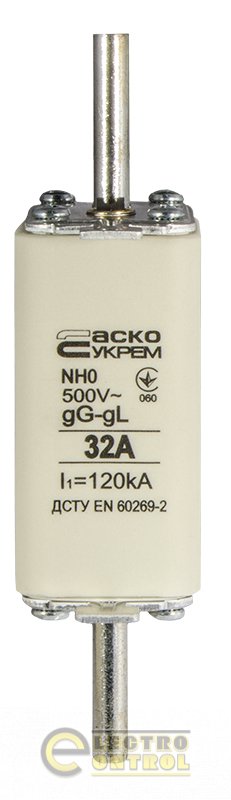 аско
УКРЕМ
NH0
500V~
060
gG-gL
32A
I₁=120kA
ДСТУ EN 60269-2
ELECTRO
CONTROL